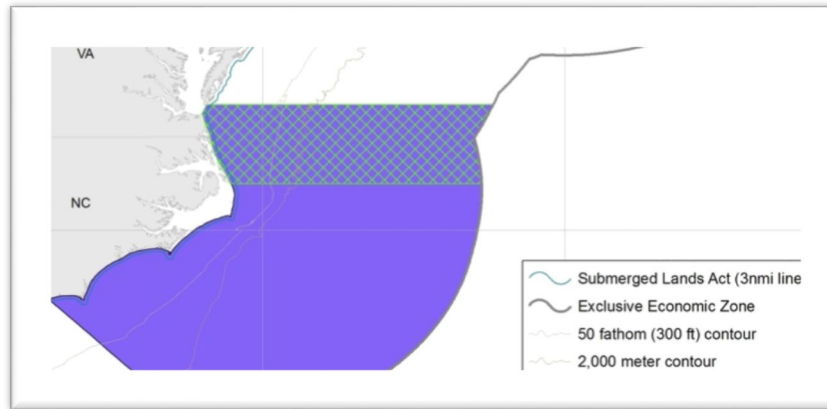 VA
NC
Submerged Lands Act (3nmi line
Exclusive Economic Zone
50 fathom (300 ft) contour
2,000 meter contour